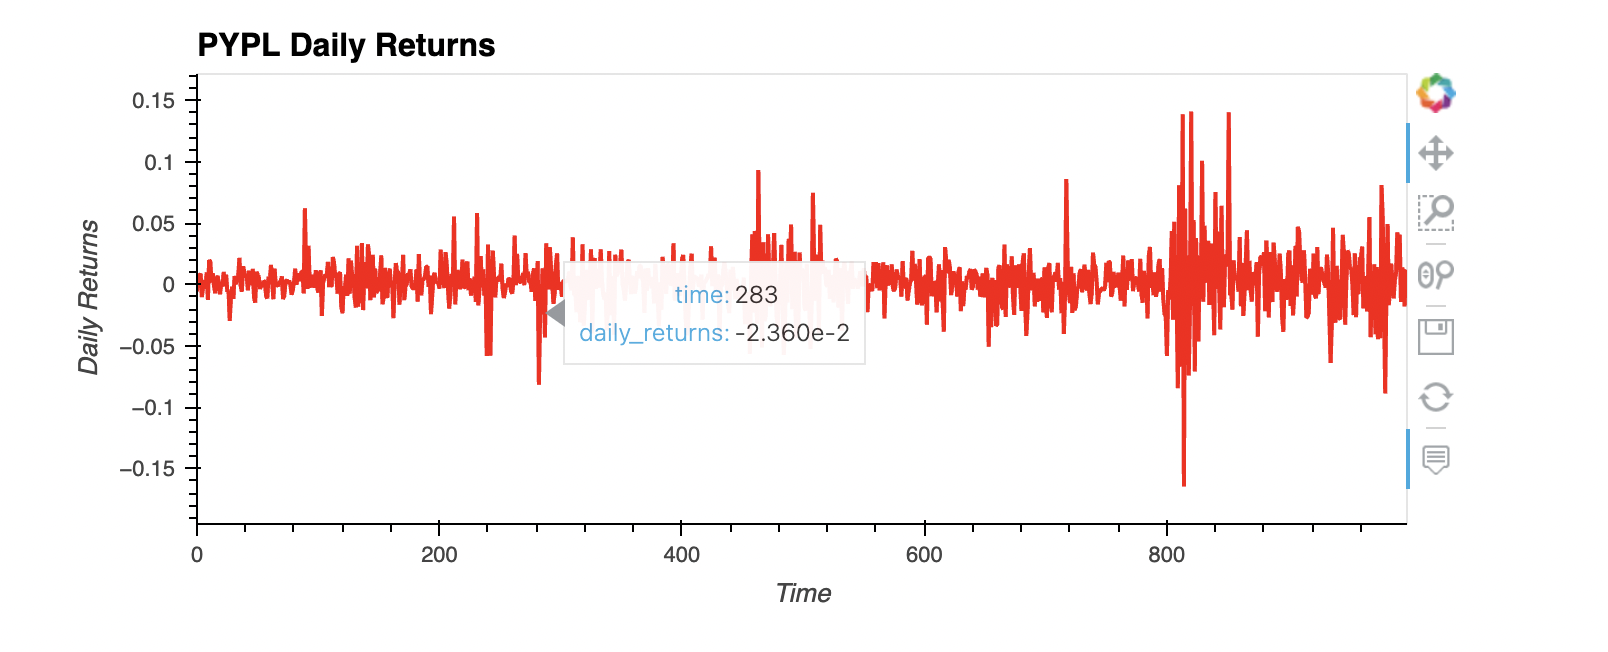 PYPL Daily Returns
0.15
0.1
0.05
0
−0.05
−0.1
−0.15
Daily Returns
time: 283
daily_returns: -2.360e-2
0 200 400 600 800
Time